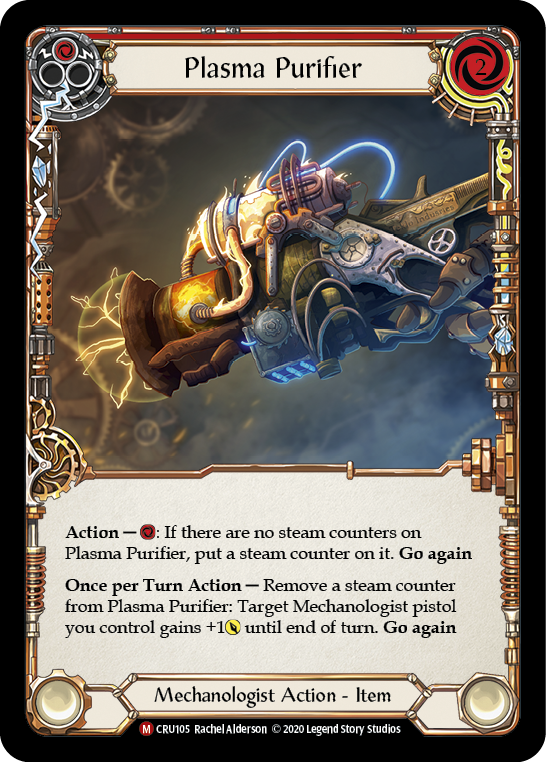 Plasma Purifier
2
Industries
Action — : If there are no steam counters on
Plasma Purifier, put a steam counter on it. Go again
Once per Turn Action — Remove a steam counter
from Plasma Purifier: Target Mechanologist pistol
you control gains +1 until end of turn. Go again
Mechanologist Action - Item
M CRU105 Rachel Alderson © 2020 Legend Story Studios